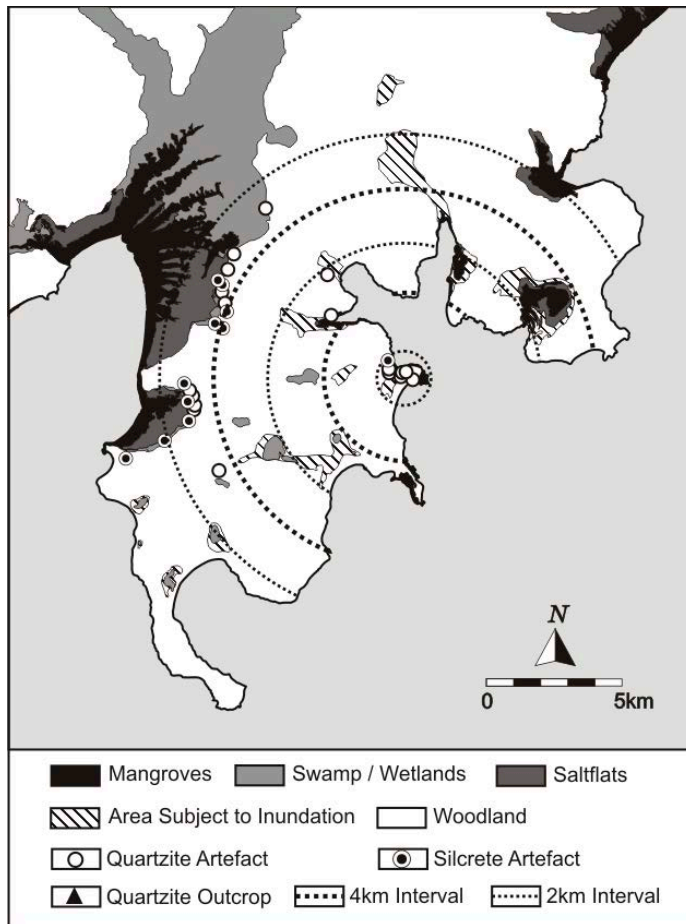 N
0 5km
Mangroves Swamp / Wetlands Saltflats
Area Subject to Inundation Woodland
Quartzite Artefact Silcrete Artefact
Quartzite Outcrop 4km Interval 2km Interval